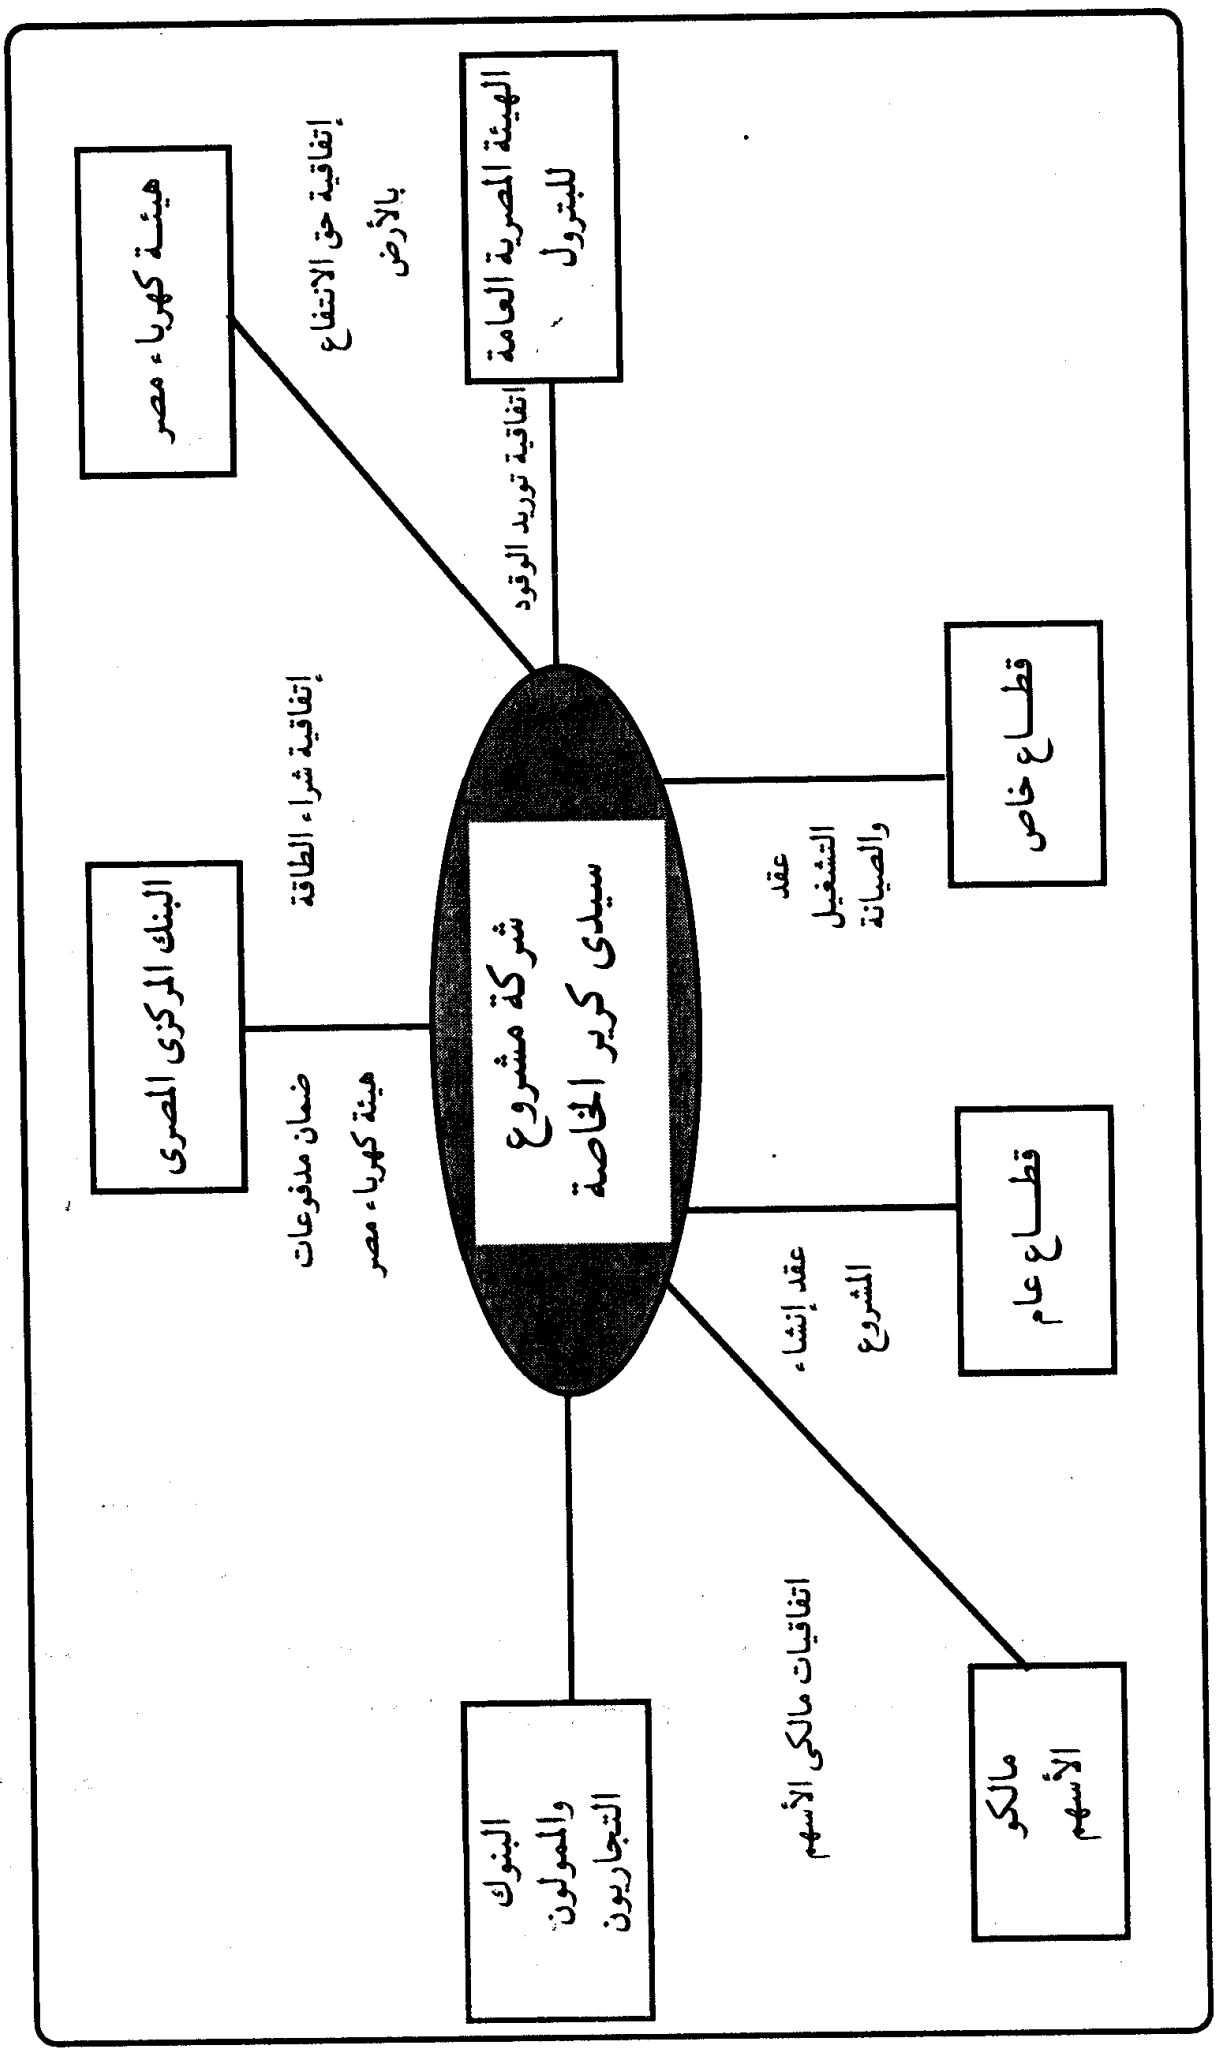 هيئة كهرباء مصر
إتفاقية حق الانتفاع
بالأرض
الهيئة المصرية العامة
للبترول
اتفاقية توريد الوقود
إتفاقية شراء الطاقة
البنك المركزى المصرى
ضمان مدفوعات
هيئة كهرباء مصر
شركة مشروع
سيدى كرير الخاصة
عقد
التشغيل
والصيانة
قطاع خاص
عقد إنشاء
المشروع
قطاع عام
البنوك
والممولون
التجاريون
اتفاقيات مالكى الأسهم
مالكو
الأسهم